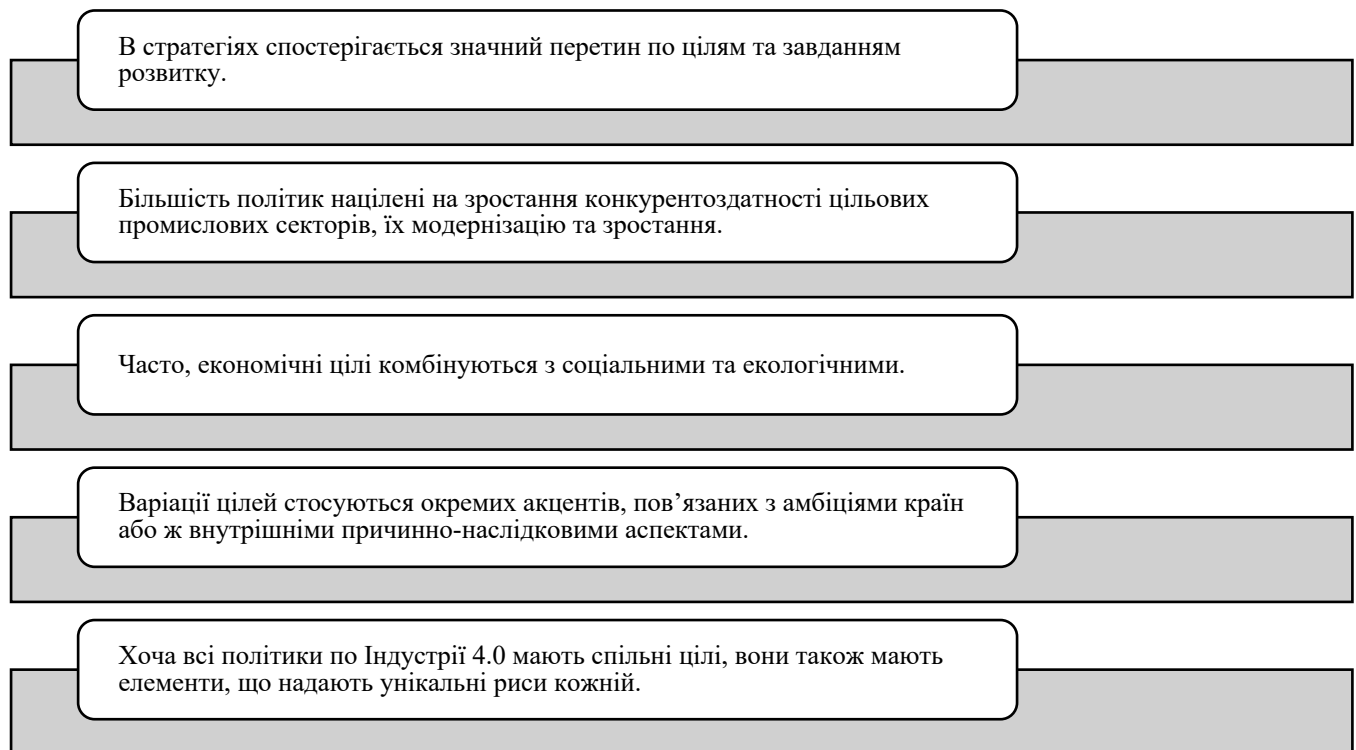 В стратегіях спостерігається значний перетин по цілям та завданням
розвитку.
Більшість політик націлені на зростання конкурентоздатності цільових
промислових секторів, їх модернізацію та зростання.
Часто, економічні цілі комбінуються з соціальними та екологічними.
Варіації цілей стосуються окремих акцентів, пов’язаних з амбіціями країн
або ж внутрішніми причинно-наслідковими аспектами.
Хоча всі політики по Індустрії 4.0 мають спільні цілі, вони також мають
елементи, що надають унікальні риси кожній.